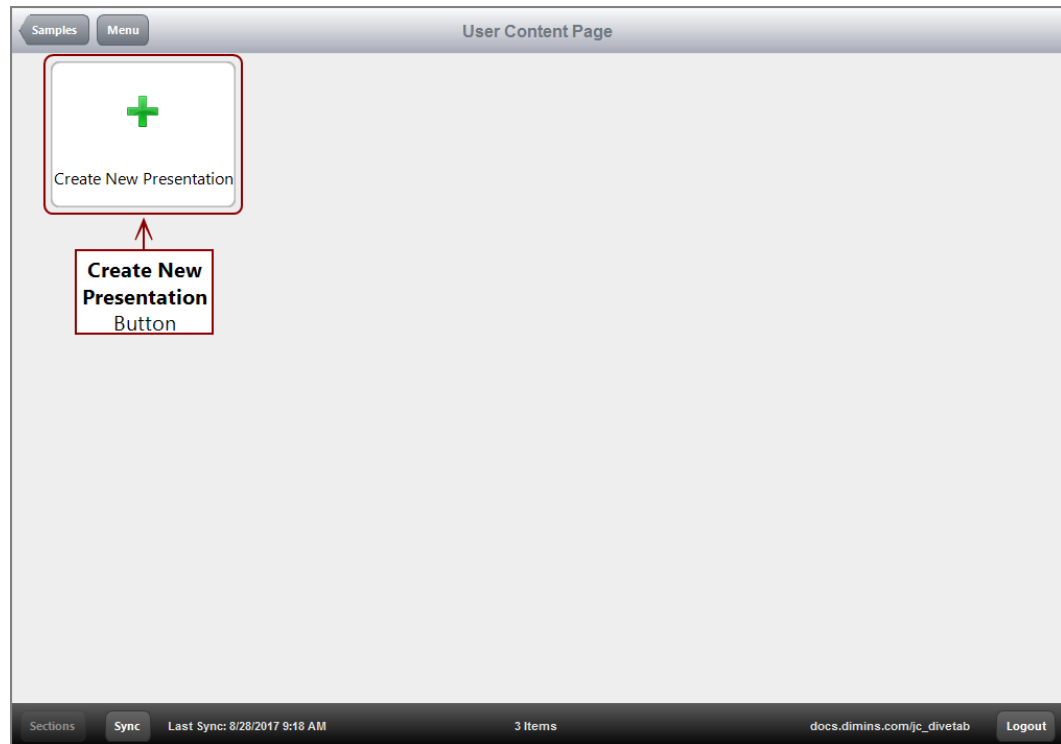 Samples Menu User Content Page
Create New Presentation
Create New
Presentation
Button
Sections Sync Last Sync: 8/28/2017 9:18 AM 3 Items docs.dimins.com/jc_divetab Logout